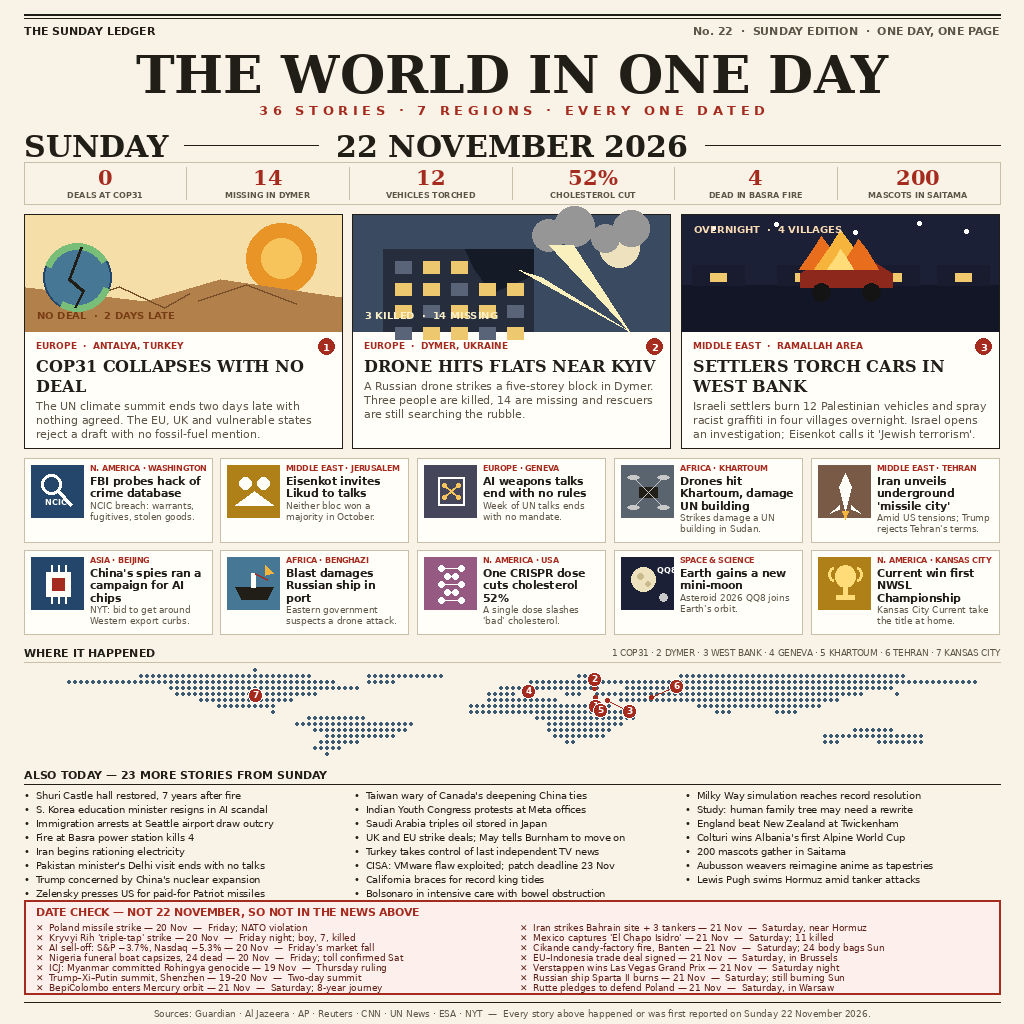 THE SUNDAY LEDGER
No. 22 · SUNDAY EDITION · ONE DAY, ONE PAGE
THE WORLD IN ONE DAY
36 STORIES · 7 REGIONS · EVERY ONE DATED
SUNDAY
22 NOVEMBER 2026
0
DEALS AT COP31
14
MISSING IN DYMER
12
VEHICLES TORCHED
52%
CHOLESTEROL CUT
4
DEAD IN BASRA FIRE
200
MASCOTS IN SAITAMA
NO DEAL · 2 DAYS LATE
EUROPE · ANTALYA, TURKEY
1
COP31 COLLAPSES WITH NO
DEAL
The UN climate summit ends two days late with
nothing agreed. The EU, UK and vulnerable states
reject a draft with no fossil-fuel mention.
3 KILLED · 14 MISSING
EUROPE · DYMER, UKRAINE
2
DRONE HITS FLATS NEAR KYIV
A Russian drone strikes a five-storey block in Dymer.
Three people are killed, 14 are missing and rescuers
are still searching the rubble.
OVERNIGHT · 4 VILLAGES
MIDDLE EAST · RAMALLAH AREA
3
SETTLERS TORCH CARS IN
WEST BANK
Israeli settlers burn 12 Palestinian vehicles and spray
racist graffiti in four villages overnight. Israel opens
an investigation; Eisenkot calls it 'Jewish terrorism'.
NCIC
N. AMERICA · WASHINGTON
FBI probes hack of
crime database
NCIC breach: warrants,
fugitives, stolen goods.
MIDDLE EAST · JERUSALEM
Eisenkot invites
Likud to talks
Neither bloc won a
majority in October.
EUROPE · GENEVA
AI weapons talks
end with no rules
Week of UN talks ends
with no mandate.
AFRICA · KHARTOUM
Drones hit
Khartoum, damage
UN building
Strikes damage a UN
building in Sudan.
MIDDLE EAST · TEHRAN
Iran unveils
underground
'missile city'
Amid US tensions; Trump
rejects Tehran's terms.
ASIA · BEIJING
China's spies ran a
campaign for AI
chips
NYT: bid to get around
Western export curbs.
AFRICA · BENGHAZI
Blast damages
Russian ship in
port
Eastern government
suspects a drone attack.
N. AMERICA · USA
One CRISPR dose
cuts cholesterol
52%
A single dose slashes
'bad' cholesterol.
QQ8
SPACE & SCIENCE
Earth gains a new
mini-moon
Asteroid 2026 QQ8 joins
Earth's orbit.
N. AMERICA · KANSAS CITY
Current win first
NWSL
Championship
Kansas City Current take
the title at home.
WHERE IT HAPPENED
1 COP31 · 2 DYMER · 3 WEST BANK · 4 GENEVA · 5 KHARTOUM · 6 TEHRAN · 7 KANSAS CITY
2
6
4
7
5
3
ALSO TODAY — 23 MORE STORIES FROM SUNDAY
• Shuri Castle hall restored, 7 years after fire
• S. Korea education minister resigns in AI scandal
• Immigration arrests at Seattle airport draw outcry
• Fire at Basra power station kills 4
• Iran begins rationing electricity
• Pakistan minister's Delhi visit ends with no talks
• Trump concerned by China's nuclear expansion
• Zelensky presses US for paid-for Patriot missiles
• Taiwan wary of Canada's deepening China ties
• Indian Youth Congress protests at Meta offices
• Saudi Arabia triples oil stored in Japan
• UK and EU strike deals; May tells Burnham to move on
• Turkey takes control of last independent TV news
• CISA: VMware flaw exploited; patch deadline 23 Nov
• California braces for record king tides
• Bolsonaro in intensive care with bowel obstruction
• Milky Way simulation reaches record resolution
• Study: human family tree may need a rewrite
• England beat New Zealand at Twickenham
• Colturi wins Albania's first Alpine World Cup
• 200 mascots gather in Saitama
• Aubusson weavers reimagine anime as tapestries
• Lewis Pugh swims Hormuz amid tanker attacks
DATE CHECK — NOT 22 NOVEMBER, SO NOT IN THE NEWS ABOVE
✕ Poland missile strike — 20 Nov — Friday; NATO violation
✕ Kryvyi Rih 'triple-tap' strike — 20 Nov — Friday night; boy, 7, killed
✕ AI sell-off: S&P −3.7%, Nasdaq −5.3% — 20 Nov — Friday's market fall
✕ Nigeria funeral boat capsizes, 24 dead — 20 Nov — Friday; toll confirmed Sat
✕ ICJ: Myanmar committed Rohingya genocide — 19 Nov — Thursday ruling
✕ Trump–Xi–Putin summit, Shenzhen — 19–20 Nov — Two-day summit
✕ BepiColombo enters Mercury orbit — 21 Nov — Saturday; 8-year journey
✕ Iran strikes Bahrain site + 3 tankers — 21 Nov — Saturday, near Hormuz
✕ Mexico captures 'El Chapo Isidro' — 21 Nov — Saturday; 11 killed
✕ Cikande candy-factory fire, Banten — 21 Nov — Saturday; 24 body bags Sun
✕ EU–Indonesia trade deal signed — 21 Nov — Saturday, in Brussels
✕ Verstappen wins Las Vegas Grand Prix — 21 Nov — Saturday night
✕ Russian ship Sparta II burns — 21 Nov — Saturday; still burning Sun
✕ Rutte pledges to defend Poland — 21 Nov — Saturday, in Warsaw
Sources: Guardian · Al Jazeera · AP · Reuters · CNN · UN News · ESA · NYT — Every story above happened or was first reported on Sunday 22 November 2026.